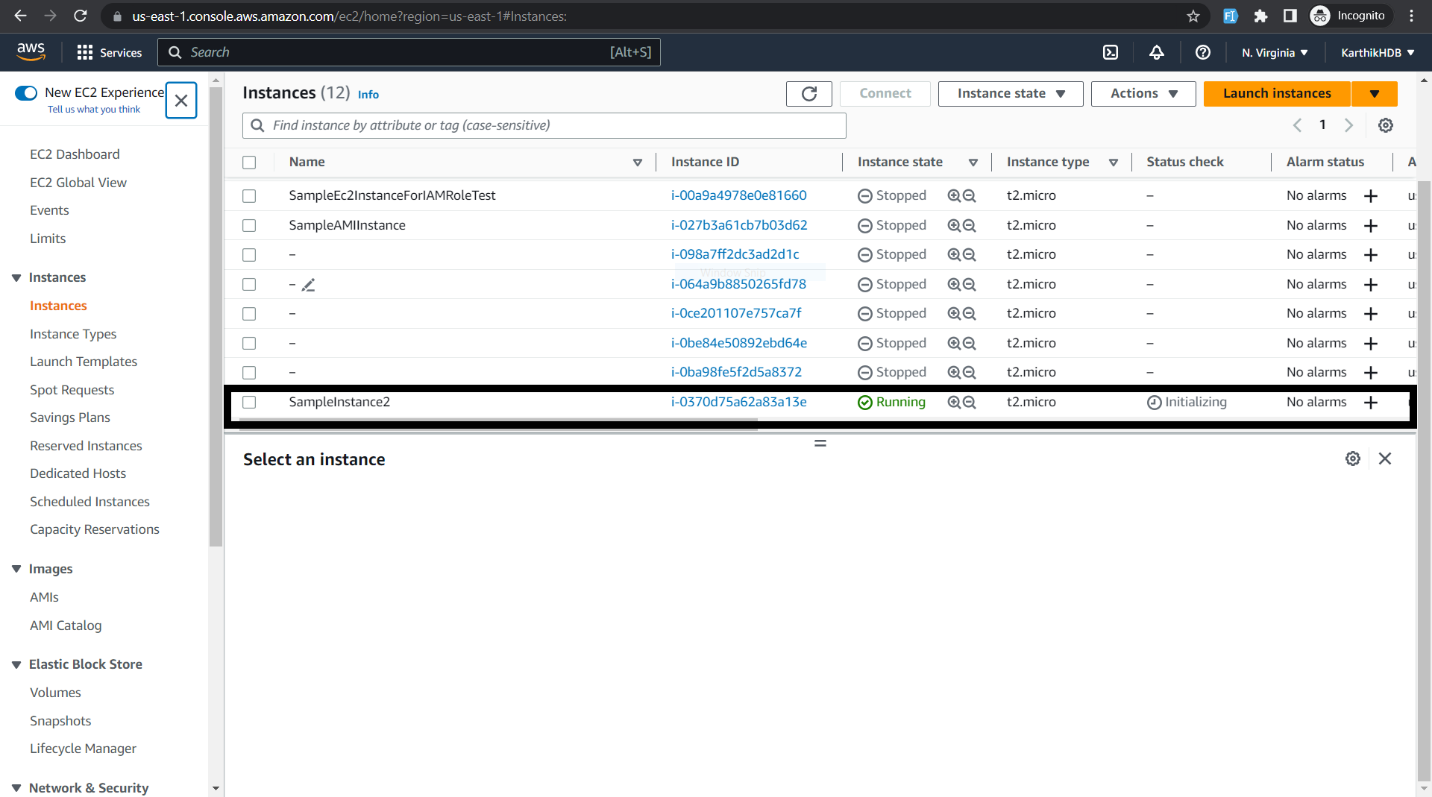 us-east-1.console.aws.amazon.com/ec2/home?region=us-east-1#Instances:
Incognito
aws
Services
Search
[Alt+S]
N. Virginia
KarthikHDB
New EC2 Experience
Tell us what you think
EC2 Dashboard
EC2 Global View
Events
Limits
Instances
Instances
Instance Types
Launch Templates
Spot Requests
Savings Plans
Reserved Instances
Dedicated Hosts
Scheduled Instances
Capacity Reservations
Images
AMIs
AMI Catalog
Elastic Block Store
Volumes
Snapshots
Lifecycle Manager
Network & Security
Instances (12) Info
Connect
Instance state
Actions
Launch instances
Find instance by attribute or tag (case-sensitive)
1
Name Instance ID Instance state Instance type Status check Alarm status A
SampleEc2InstanceForIAMRoleTest i-00a9a4978e0e81660 Stopped t2.micro – No alarms + u
SampleAMIInstance i-027b3a61cb7b03d62 Stopped t2.micro – No alarms + u
– i-098a7ff2dc3ad2d1c Stopped t2.micro – No alarms + u
– i-064a9b8850265fd78 Stopped t2.micro – No alarms + u
– i-0ce201107e757ca7f Stopped t2.micro – No alarms + u
– i-0be84e50892ebd64e Stopped t2.micro – No alarms + u
– i-0ba98fe5f2d5a8372 Stopped t2.micro – No alarms + u
SampleInstance2 i-0370d75a62a83a13e Running t2.micro Initializing No alarms +
Select an instance